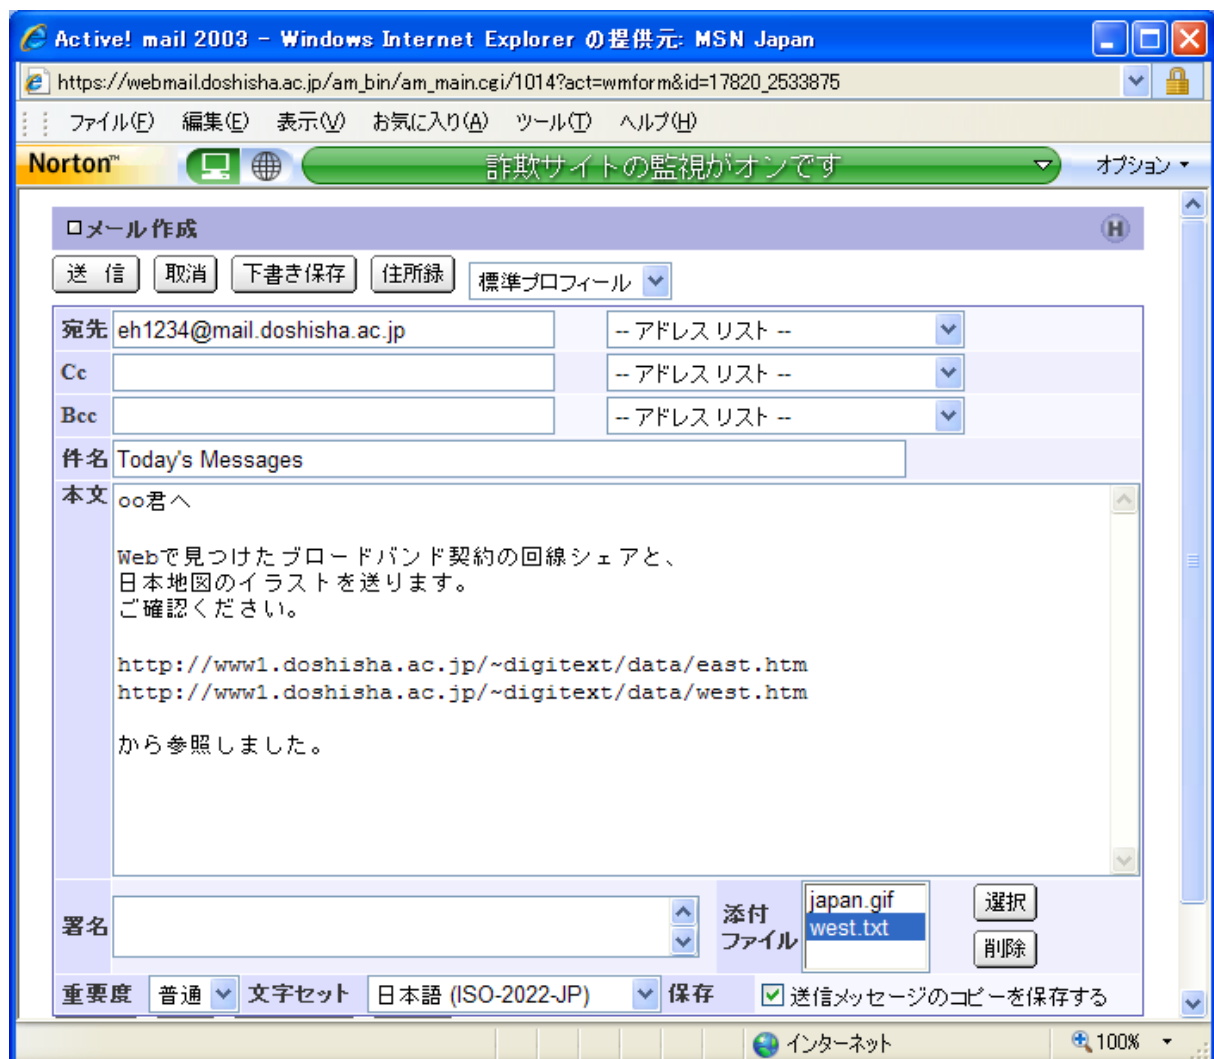 Active! mail 2003 - Windows Internet Explorer の提供元: MSN Japan
https://webmail.doshisha.ac.jp/am_bin/am_main.cgi/1014?act=wmform&id=17820_2533875
ファイル(F) 編集(E) 表示(V) お気に入り(A) ツール(T) ヘルプ(H)
Norton™ 詐欺サイトの監視がオンです オプション
ロメール作成 H
送 信 取消 下書き保存 住所録 標準プロフィール
宛先 eh1234@mail.doshisha.ac.jp -- アドレス リスト --
Cc -- アドレス リスト --
Bcc -- アドレス リスト --
件名 Today's Messages
本文 oo君へ
Webで見つけたブロードバンド契約の回線シェアと、
日本地図のイラストを送ります。
ご確認ください。
http://www1.doshisha.ac.jp/~digitext/data/east.htm
http://www1.doshisha.ac.jp/~digitext/data/west.htm
から参照しました。
署名 添付ファイル japan.gif 選択
west.txt 削除
重要度 普通 文字セット 日本語 (ISO-2022-JP) 保存 送信メッセージのコピーを保存する
インターネット 100%